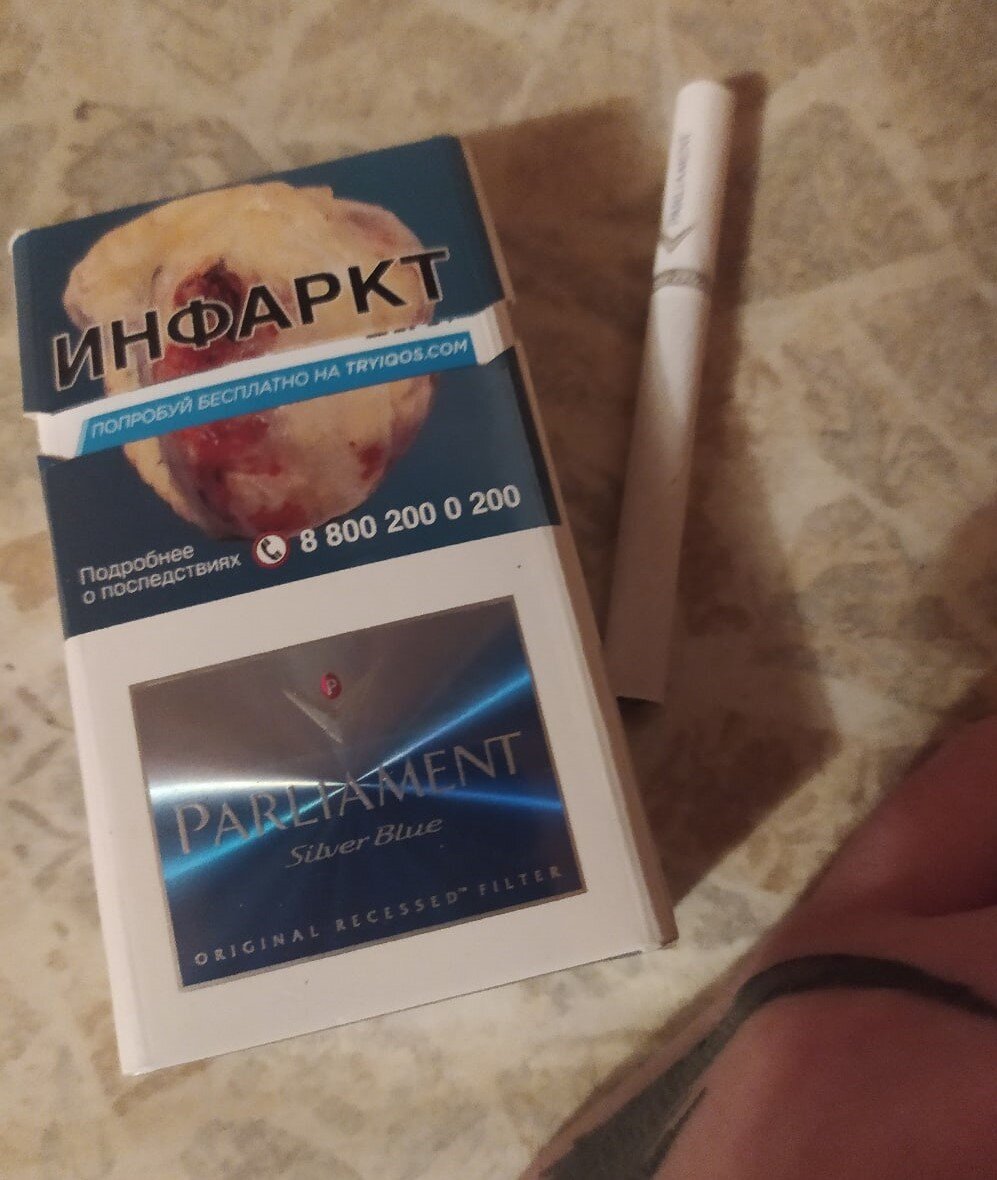 ИНФАРКТ
ПОПРОБУЙ БЕСПЛАТНО НА TRYIQOS.COM
Подробнее
о последствиях
8 800 200 0 200
P
PARLIAMENT
Silver Blue
ORIGINAL RECESSED™ FILTER
PARLIAMENT